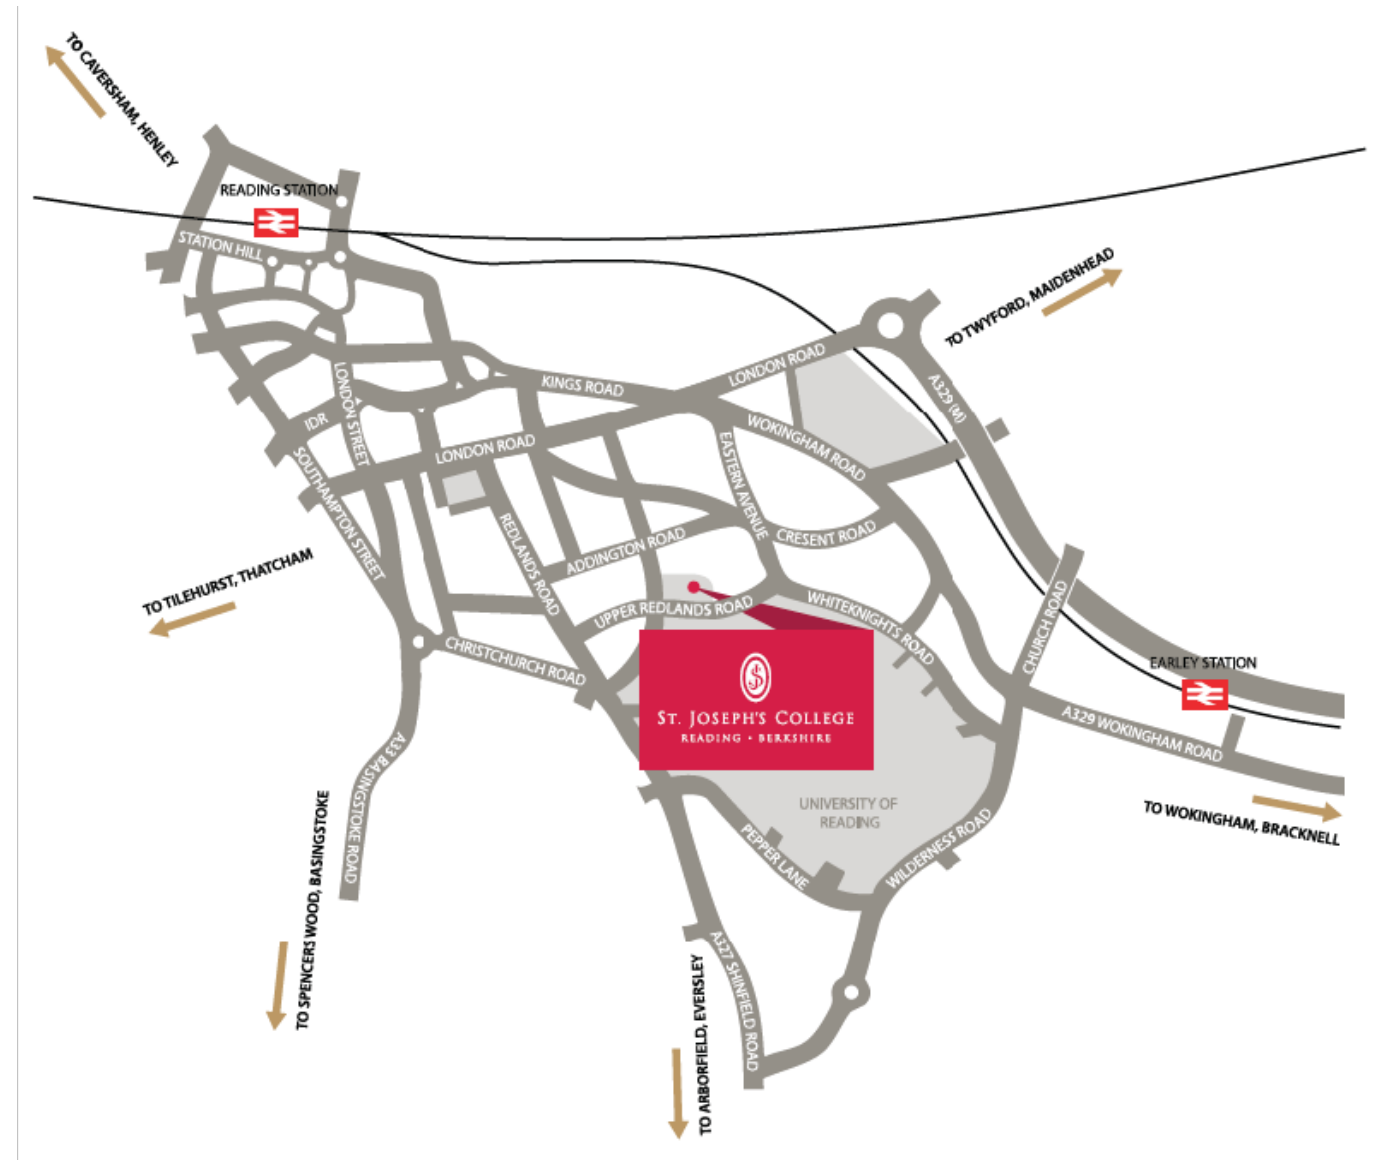 TO CAVERSHAM, HENLEY
READING STATION
STATION HILL
TO TWYFORD, MAIDENHEAD
LONDON ROAD
KINGS ROAD
A329 (M)
LONDON STREET
IDR
WOKINGHAM ROAD
LONDON ROAD
EASTERN AVENUE
SOUTHAMPTON STREET
REDLANDS ROAD
CRESENT ROAD
ADDINGTON ROAD
TO TILEHURST, THATCHAM
UPPER REDLANDS ROAD
WHITEKNIGHTS ROAD
CHURCH ROAD
CHRISTCHURCH ROAD
EARLEY STATION
ST. JOSEPH'S COLLEGE
READING • BERKSHIRE
A329 WOKINGHAM ROAD
A33 BASINGSTOKE ROAD
UNIVERSITY OF
READING
TO WOKINGHAM, BRACKNELL
PEPPER LANE
WILDERNESS ROAD
TO SPENCERS WOOD, BASINGSTOKE
A327 SHINFIELD ROAD
TO ARBORFIELD, EVERSLEY